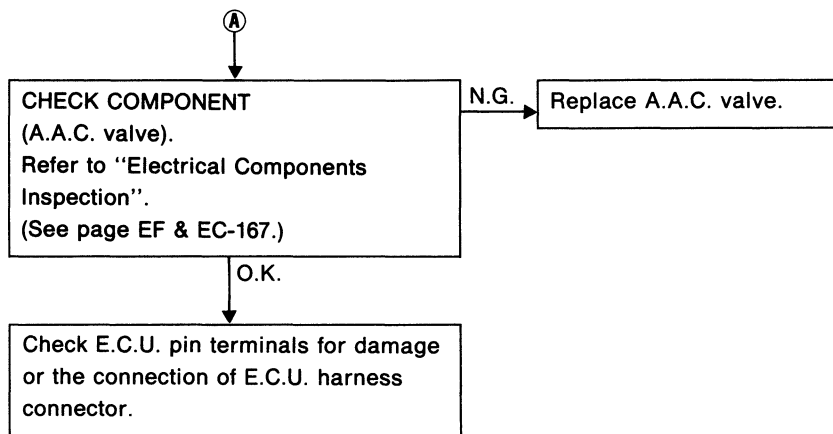 A
CHECK COMPONENT
(A.A.C. valve).
Refer to “Electrical Components
Inspection”.
(See page EF & EC-167.)
N.G.
Replace A.A.C. valve.
O.K.
Check E.C.U. pin terminals for damage
or the connection of E.C.U. harness
connector.